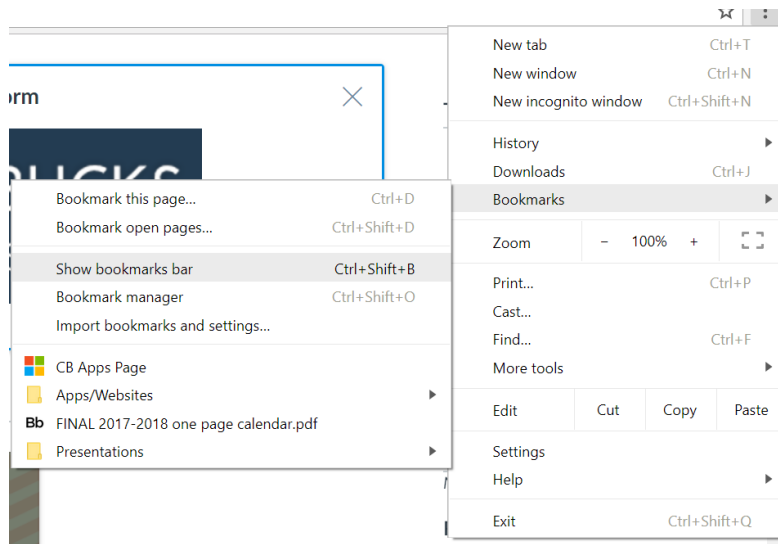 New tab Ctrl+T
New window Ctrl+N
New incognito window Ctrl+Shift+N
History
Downloads Ctrl+J
Bookmarks
Zoom − 100% +
Print... Ctrl+P
Cast...
Find... Ctrl+F
More tools
Edit Cut Copy Paste
Settings
Help
Exit Ctrl+Shift+Q
orm
Bookmark this page... Ctrl+D
Bookmark open pages... Ctrl+Shift+D
Show bookmarks bar Ctrl+Shift+B
Bookmark manager Ctrl+Shift+O
Import bookmarks and settings...
CB Apps Page
Apps/Websites
Bb FINAL 2017-2018 one page calendar.pdf
Presentations